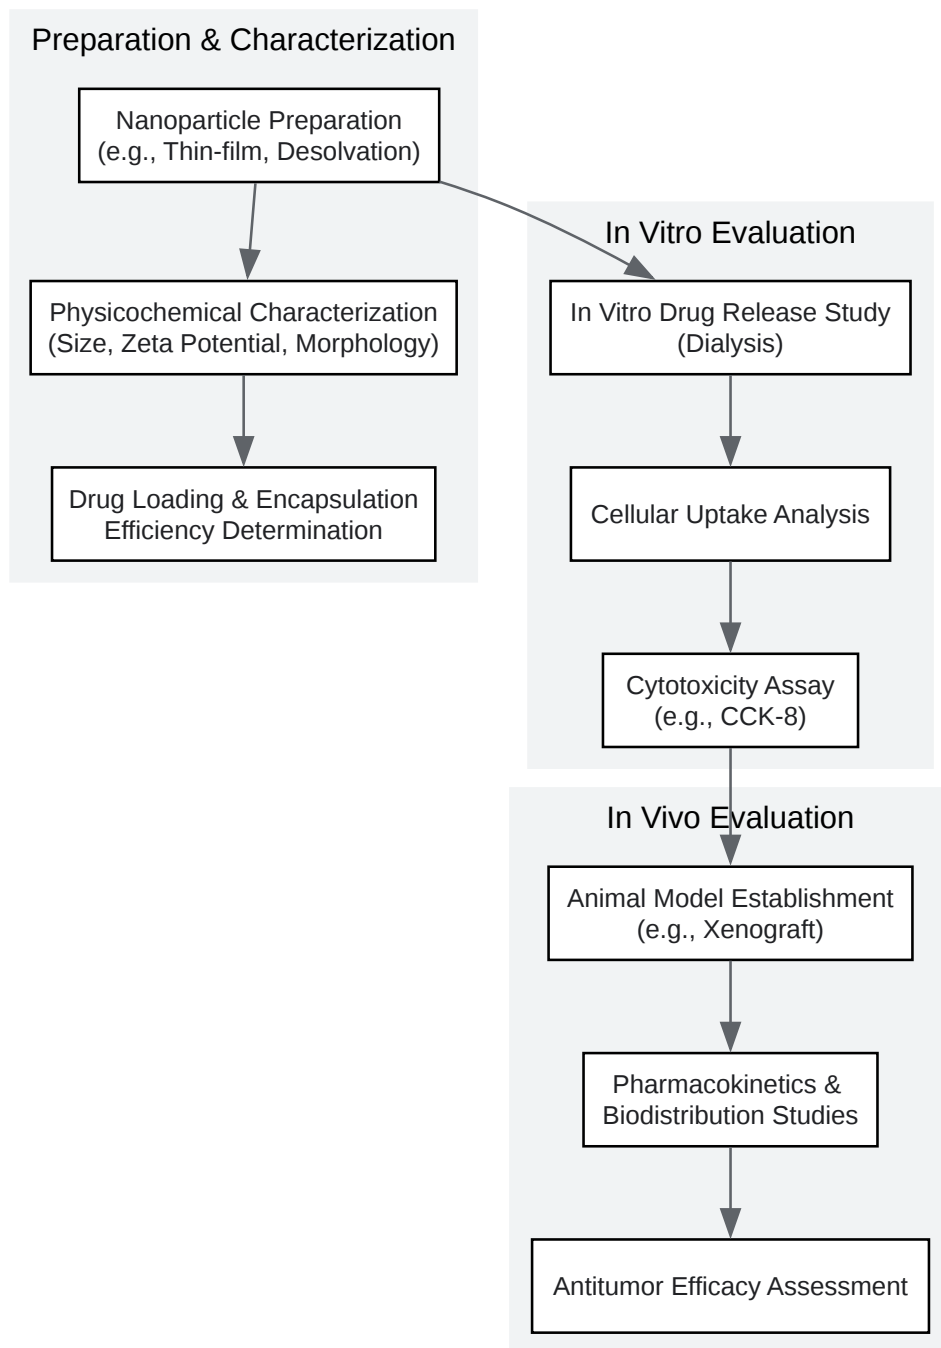 Preparation & Characterization
Nanoparticle Preparation
(e.g., Thin-film, Desolvation)
Physicochemical Characterization
(Size, Zeta Potential, Morphology)
Drug Loading & Encapsulation
Efficiency Determination
In Vitro Evaluation
In Vitro Drug Release Study
(Dialysis)
Cellular Uptake Analysis
Cytotoxicity Assay
(e.g., CCK-8)
In Vivo Evaluation
Animal Model Establishment
(e.g., Xenograft)
Pharmacokinetics &
Biodistribution Studies
Antitumor Efficacy Assessment